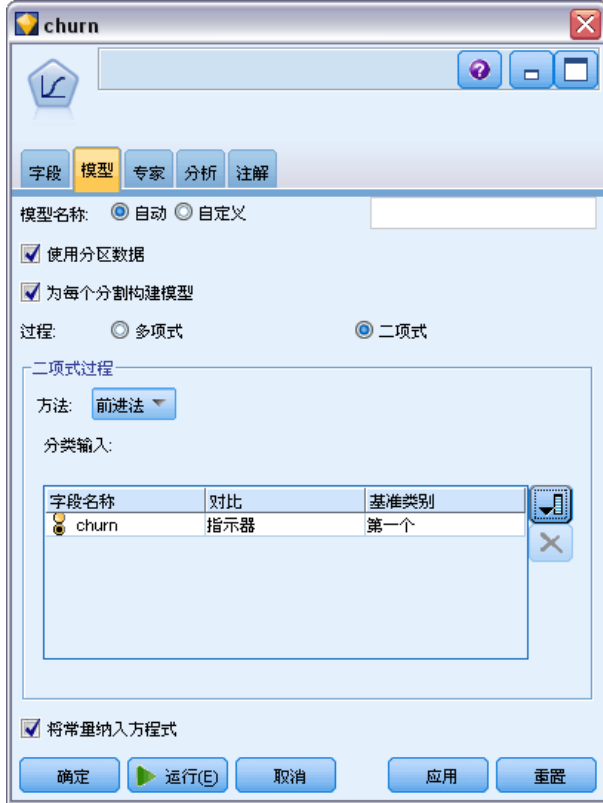 churn
字段 模型 专家 分析 注解
模型名称: 自动 自定义
使用分区数据
为每个分割构建模型
过程: 多项式 二项式
二项式过程
方法: 前进法
分类输入:
字段名称 对比 基准类别
churn 指示器 第一个
将常量纳入方程式
确定 运行(E) 取消 应用 重置